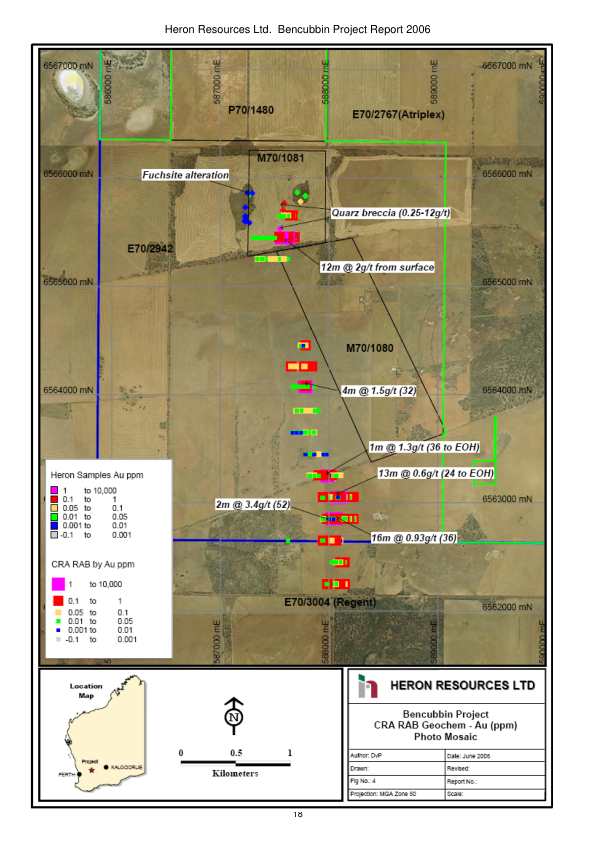 Heron Resources Ltd.  Bencubbin Project Report 2006
6567000 mN
586000 mE
587000 mE
588000 mE
589000 mE
590000 mE
6567000 mN
P70/1480
E70/2767(Atriplex)
M70/1081
6566000 mN
Fuchsite alteration
6566000 mN
Quarz breccia (0.25-12g/t)
E70/2942
12m @ 2g/t from surface
6565000 mN
6565000 mN
M70/1080
6564000 mN
4m @ 1.5g/t (32)
6564000 mN
1m @ 1.3g/t (36 to EOH)
13m @ 0.6g/t (24 to EOH)
2m @ 3.4g/t (52)
6563000 mN
16m @ 0.93g/t (36)
Heron Samples Au ppm
1 to 10,000
0.1 to 1
0.05 to 0.1
0.01 to 0.05
0.001 to 0.01
-0.1 to 0.001
CRA RAB by Au ppm
1 to 10,000
0.1 to 1
0.05 to 0.1
0.01 to 0.05
0.001 to 0.01
-0.1 to 0.001
E70/3004 (Regent)
6562000 mN
587000 mE
588000 mE
589000 mE
590000 mE
Location
Map
Project
KALGOORLIE
PERTH
N
0 0.5 1
Kilometers
HERON RESOURCES LTD
Bencubbin Project
CRA RAB Geochem - Au (ppm)
Photo Mosaic
Author: DvP
Date: June 2006
Drawn:
Revised:
Fig No.: 4
Report No.:
Projection: MGA Zone 50
Scale:
18